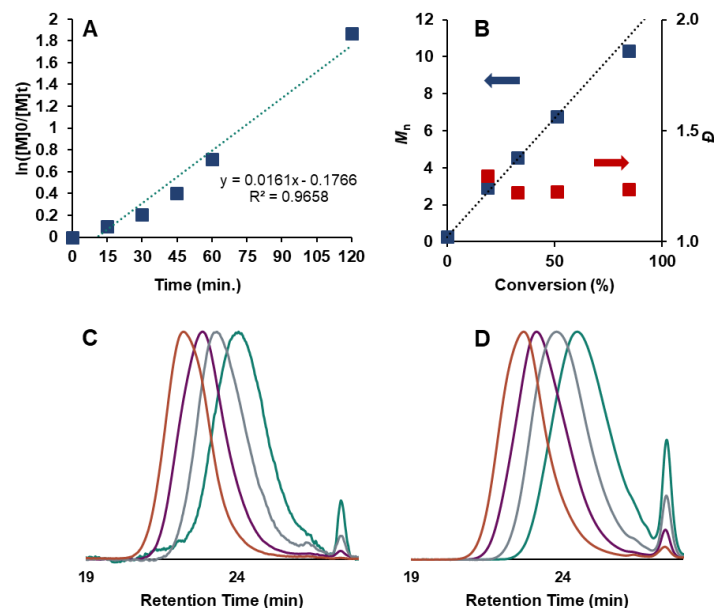 A
ln([M]0/[M]t)
2
1.8
1.6
1.4
1.2
1
0.8
0.6
0.4
0.2
0
y = 0.0161x - 0.1766
R² = 0.9658
0 15 30 45 60 75 90 105 120
Time (min.)
B
Mn
12
10
8
6
4
2
0
2.0
1.5
1.0
Đ
0 50 100
Conversion (%)
C
19 24
Retention Time (min)
D
19 24
Retention Time (min)